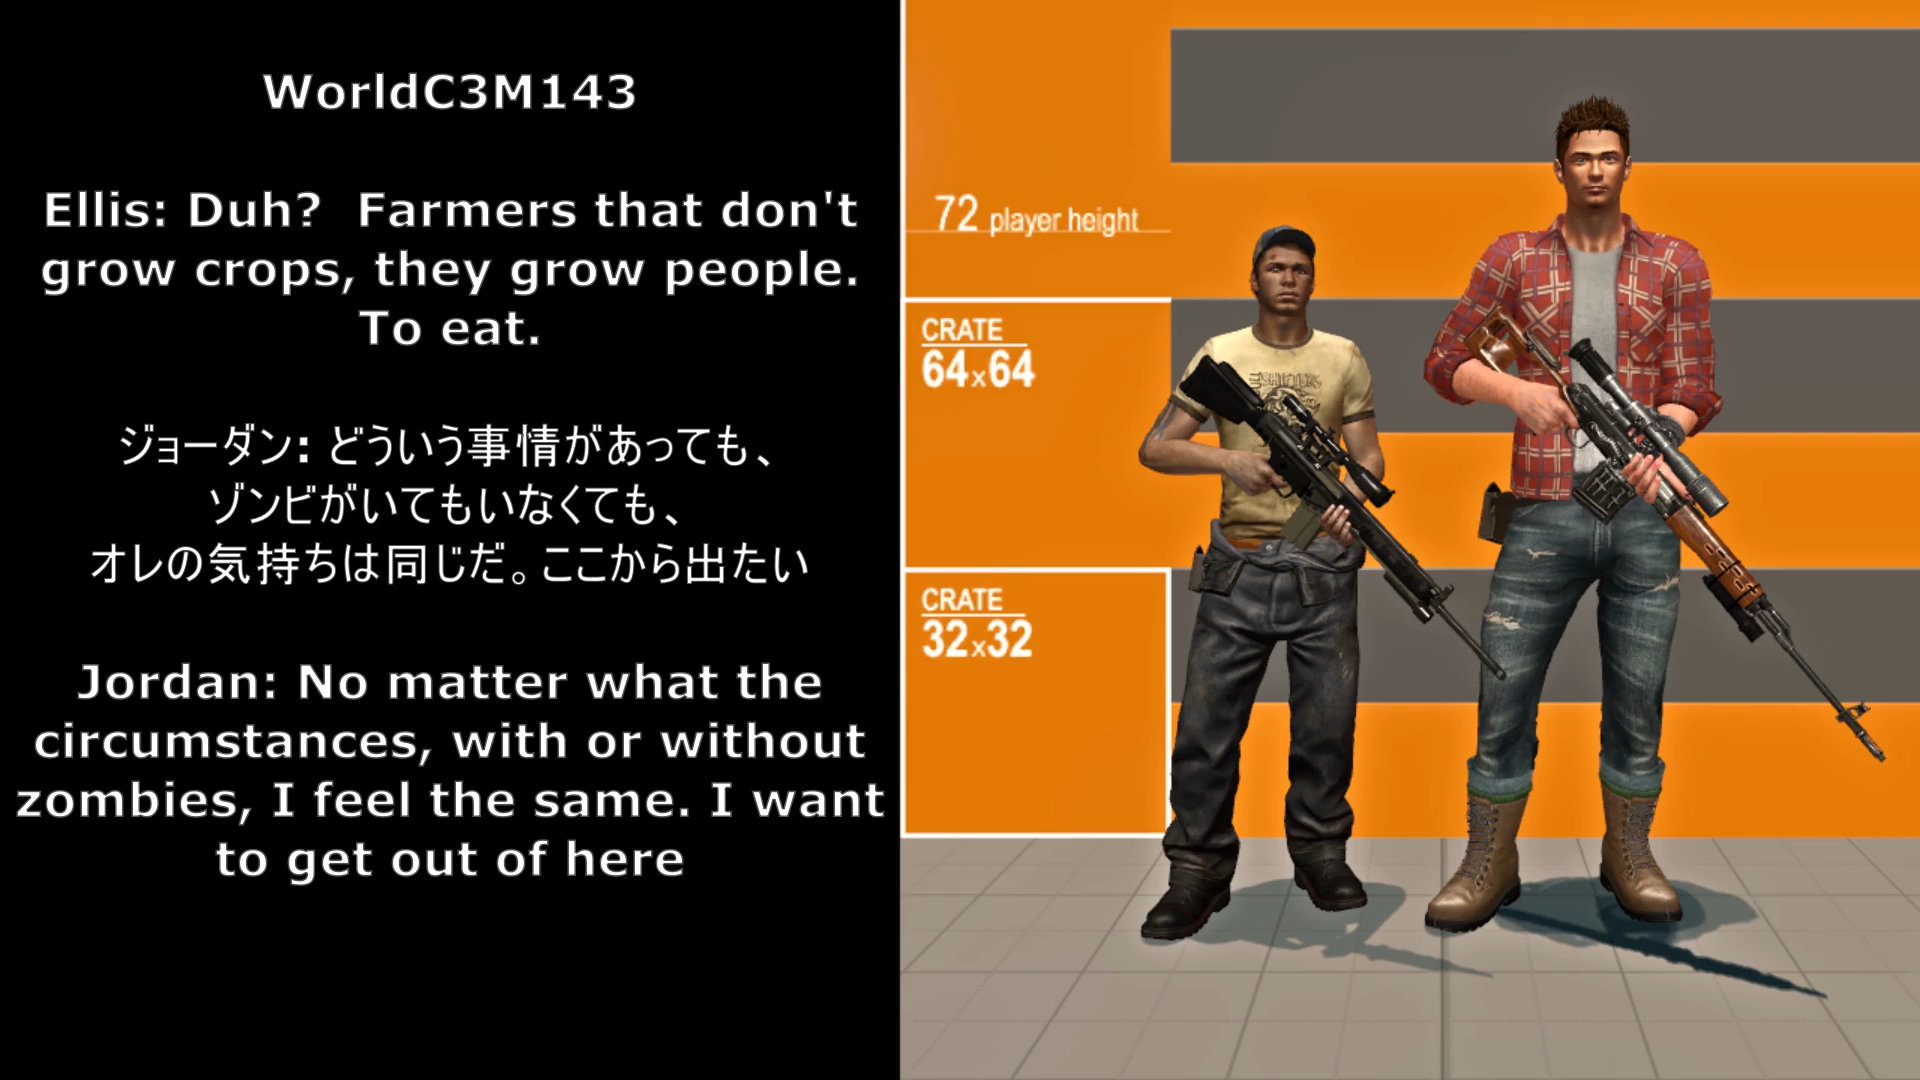 WorldC3M143
Ellis: Duh?  Farmers that don't
grow crops, they grow people.
To eat.
ジョーダン: どういう事情があっても、
ゾンビがいてもいなくても、
オレの気持ちは同じだ。ここから出たい
Jordan: No matter what the
circumstances, with or without
zombies, I feel the same. I want
to get out of here
72 player height
CRATE
64x64
CRATE
32x32